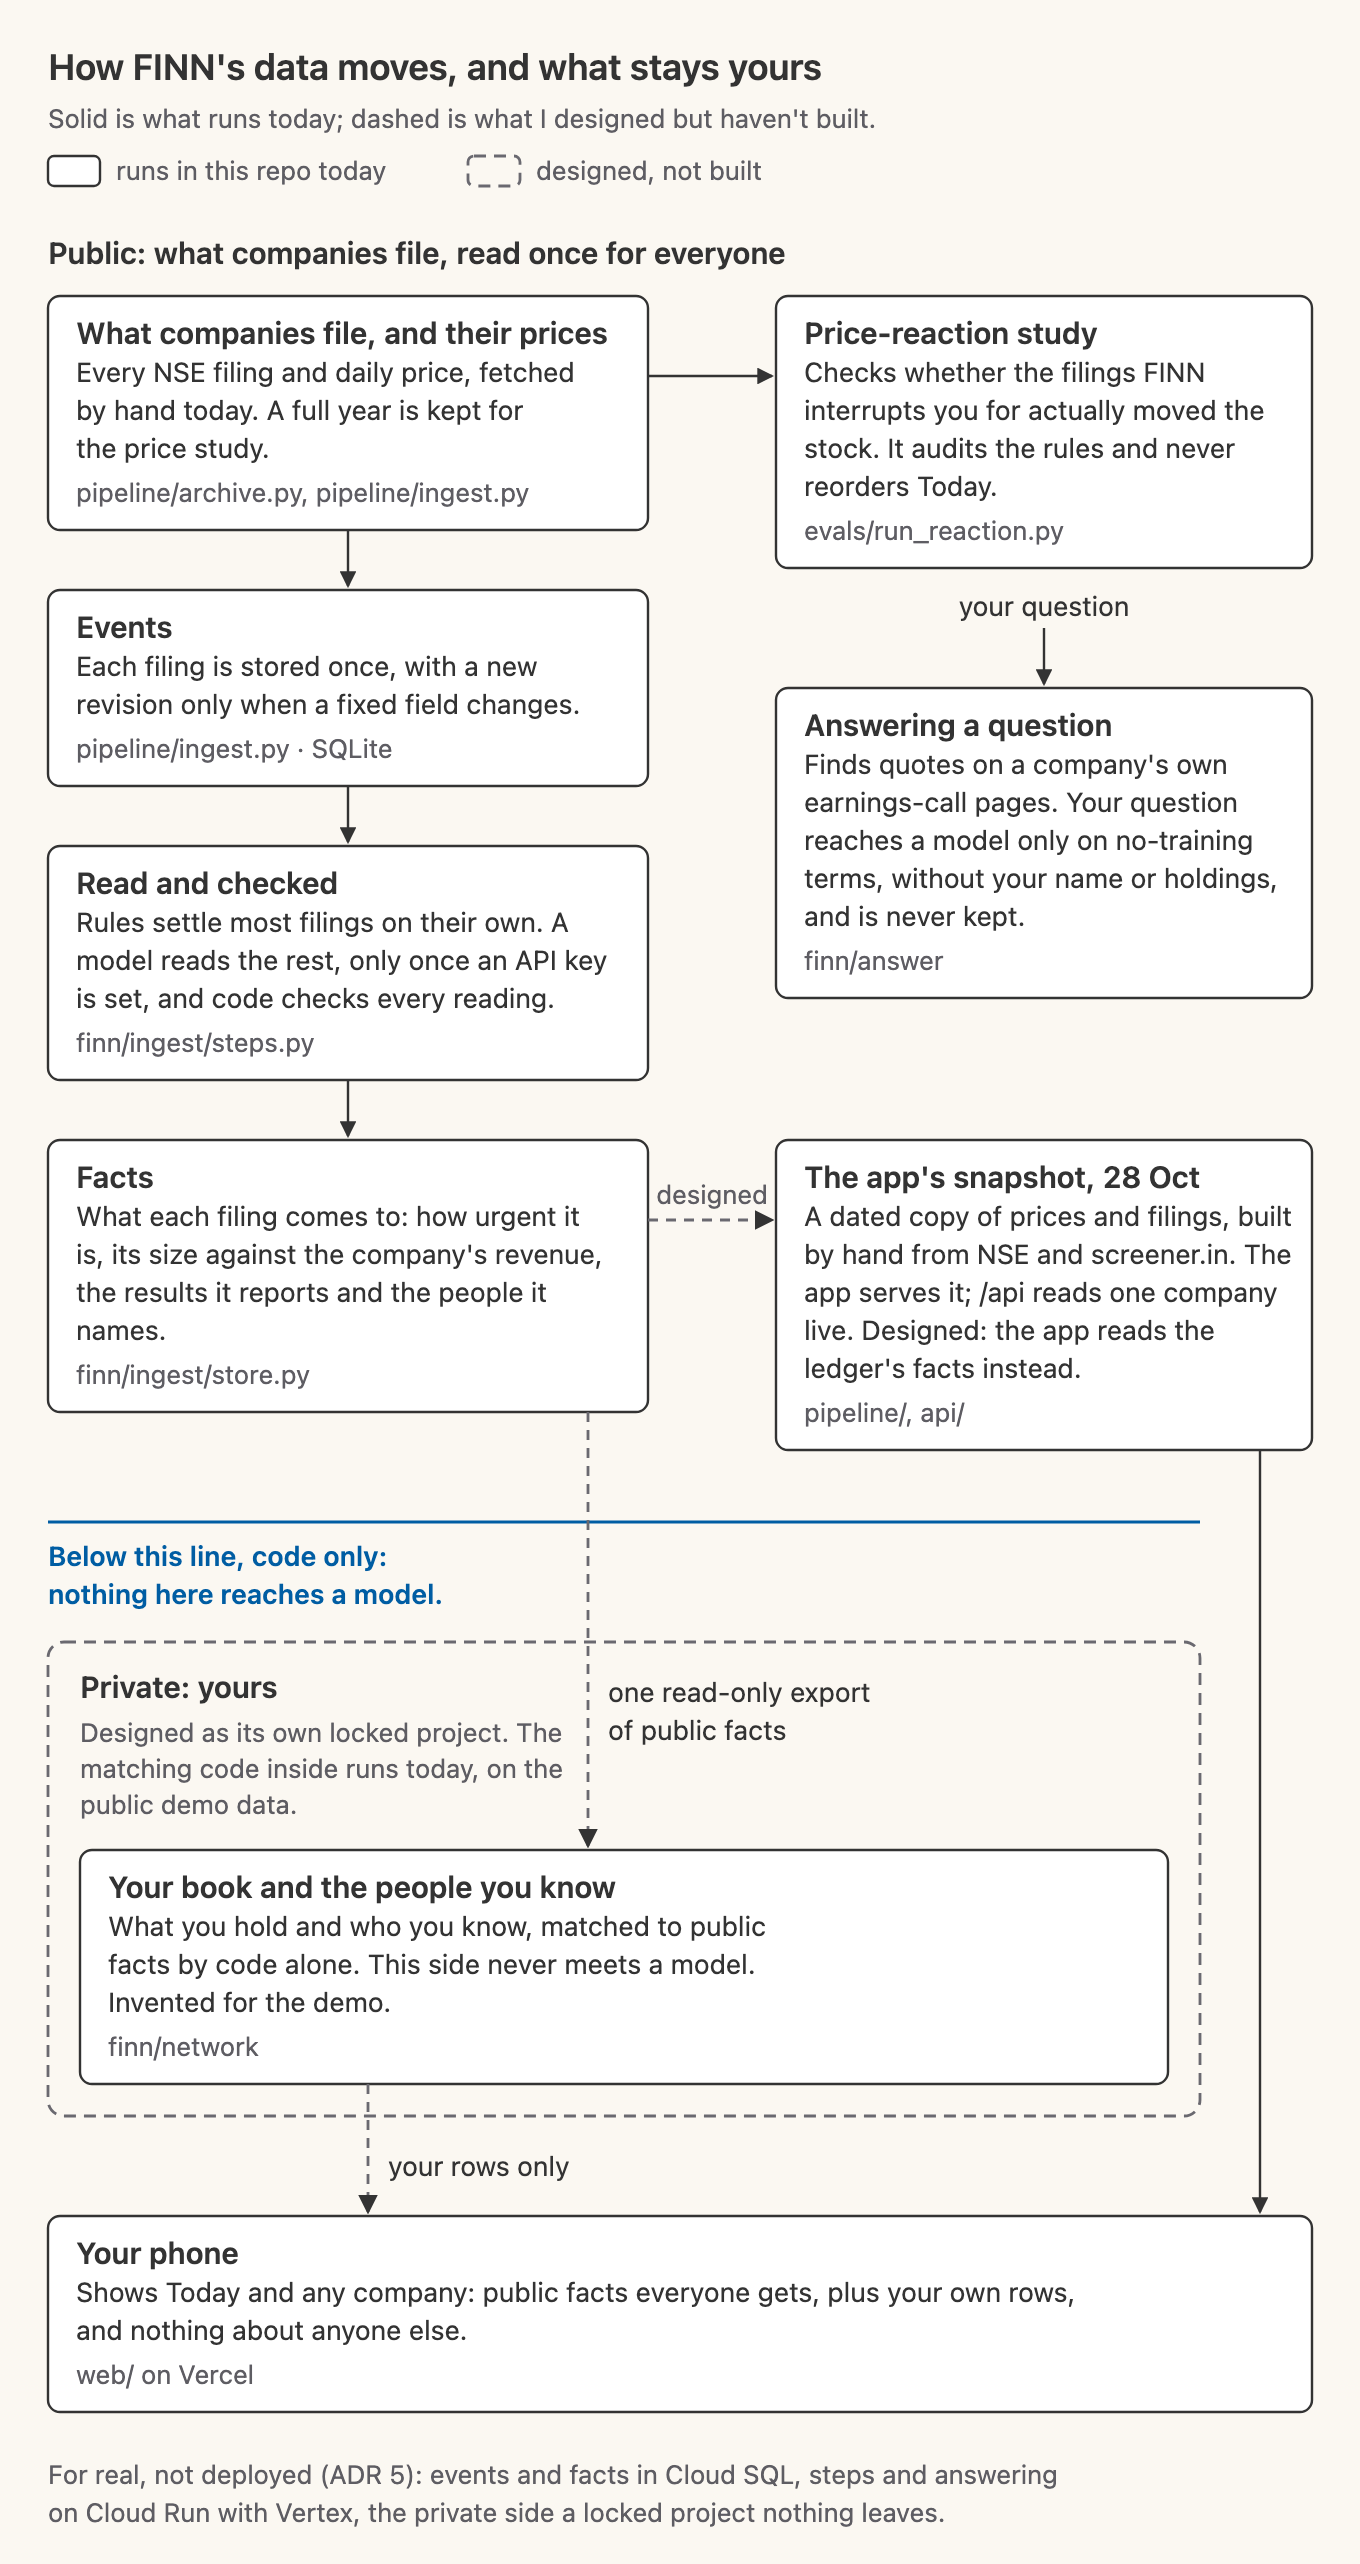 How FINN's data moves, and what stays yours
Solid is what runs today; dashed is what I designed but haven't built.
runs in this repo today
designed, not built
Public: what companies file, read once for everyone
What companies file, and their prices
Every NSE filing and daily price, fetched
by hand today. A full year is kept for
the price study.
pipeline/archive.py, pipeline/ingest.py
Price-reaction study
Checks whether the filings FINN
interrupts you for actually moved the
stock. It audits the rules and never
reorders Today.
evals/run_reaction.py
Events
Each filing is stored once, with a new
revision only when a fixed field changes.
pipeline/ingest.py · SQLite
your question
Answering a question
Finds quotes on a company's own
earnings-call pages. Your question
reaches a model only on no-training
terms, without your name or holdings,
and is never kept.
finn/answer
Read and checked
Rules settle most filings on their own. A
model reads the rest, only once an API key
is set, and code checks every reading.
finn/ingest/steps.py
Facts
What each filing comes to: how urgent it
is, its size against the company's revenue,
the results it reports and the people it
names.
finn/ingest/store.py
designed
The app's snapshot, 28 Oct
A dated copy of prices and filings, built
by hand from NSE and screener.in. The
app serves it; /api reads one company
live. Designed: the app reads the
ledger's facts instead.
pipeline/, api/
Below this line, code only:
nothing here reaches a model.
Private: yours
Designed as its own locked project. The
matching code inside runs today, on the
public demo data.
one read-only export
of public facts
Your book and the people you know
What you hold and who you know, matched to public
facts by code alone. This side never meets a model.
Invented for the demo.
finn/network
your rows only
Your phone
Shows Today and any company: public facts everyone gets, plus your own rows,
and nothing about anyone else.
web/ on Vercel
For real, not deployed (ADR 5): events and facts in Cloud SQL, steps and answering
on Cloud Run with Vertex, the private side a locked project nothing leaves.